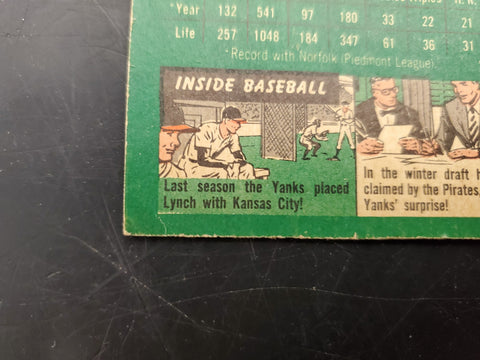 Year 132 541 97 180 33 22 21
Life 257 1048 184 347 61 36 31
*Record with Norfolk (Piedmont League).
INSIDE BASEBALL
Last season the Yanks placed
Lynch with Kansas City!
In the winter draft
claimed by the Pirates,
Yanks' surprise!